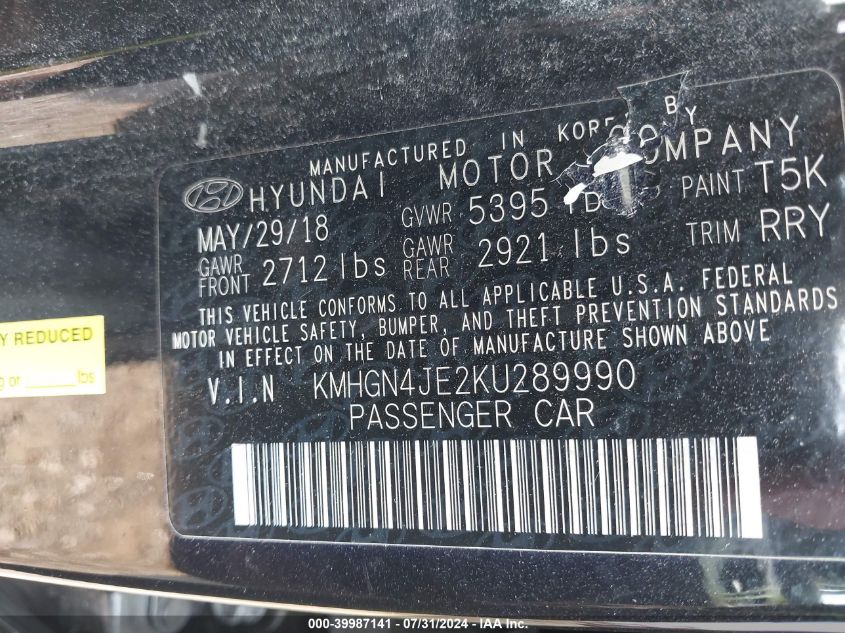 MANUFACTURED IN KOREA BY
HYUNDAI MOTOR COMPANY
MAY/29/18 GVWR 5395 lbs PAINT T5K
GAWR FRONT 2712 lbs GAWR REAR 2921 lbs TRIM RRY
THIS VEHICLE CONFORMS TO ALL APPLICABLE U.S.A. FEDERAL
MOTOR VEHICLE SAFETY, BUMPER, AND THEFT PREVENTION STANDARDS
IN EFFECT ON THE DATE OF MANUFACTURE SHOWN ABOVE
V.I.N KMHGN4JE2KU289990
PASSENGER CAR
Y REDUCED
g or ______ lbs
000-39987141 - 07/31/2024 - IAA Inc.